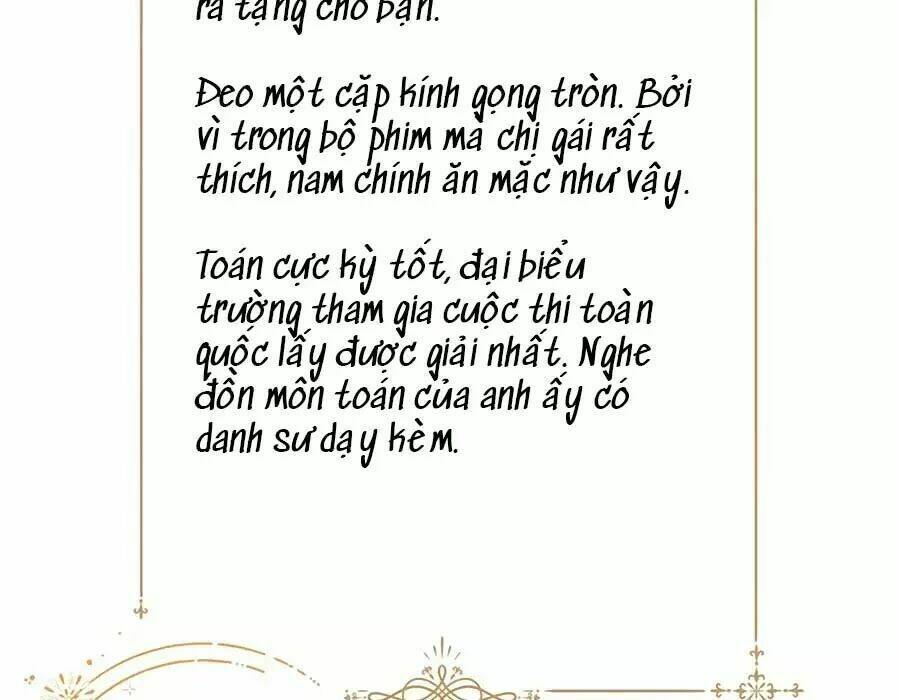 ra tặng cho bạn.
Đeo một cặp kính gọng tròn. Bởi
vì trong bộ phim mà chị gái rất
thích, nam chính ăn mặc như vậy.
Toán cực kỳ tốt, đại biểu
trường tham gia cuộc thi toàn
quốc lấy được giải nhất. Nghe
đồn môn toán của anh ấy có
danh sư dạy kèm.